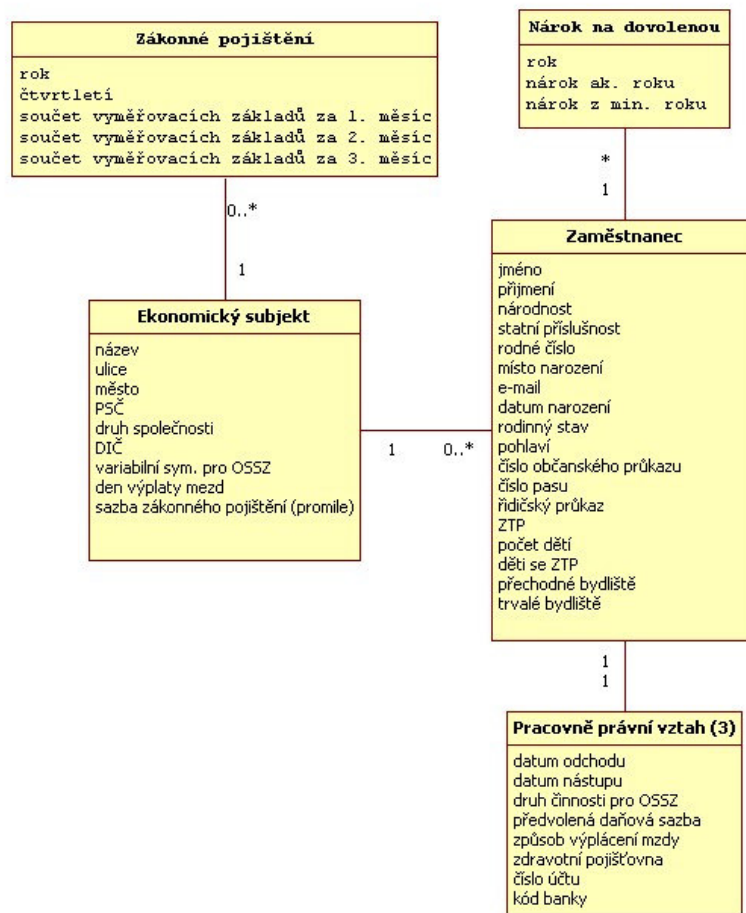 Zákonné pojištění
rok
čtvrtletí
součet vyměřovacích základů za 1. měsíc
součet vyměřovacích základů za 2. měsíc
součet vyměřovacích základů za 3. měsíc
Nárok na dovolenou
rok
nárok ak. roku
nárok z min. roku
*
1
0..*
1
Ekonomický subjekt
název
ulice
město
PSČ
druh společnosti
DIČ
variabilní sym. pro OSSZ
den výplaty mezd
sazba zákonného pojištění (promile)
1
0..*
Zaměstnanec
jméno
přijmení
národnost
statní příslušnost
rodné číslo
místo narození
e-mail
datum narození
rodinný stav
pohlaví
číslo občanského průkazu
číslo pasu
řidičský průkaz
ZTP
počet dětí
děti se ZTP
přechodné bydliště
trvalé bydliště
1
1
Pracovně právní vztah (3)
datum odchodu
datum nástupu
druh činnosti pro OSSZ
předvolená daňová sazba
způsob výplácení mzdy
zdravotní pojišťovna
číslo účtu
kód banky